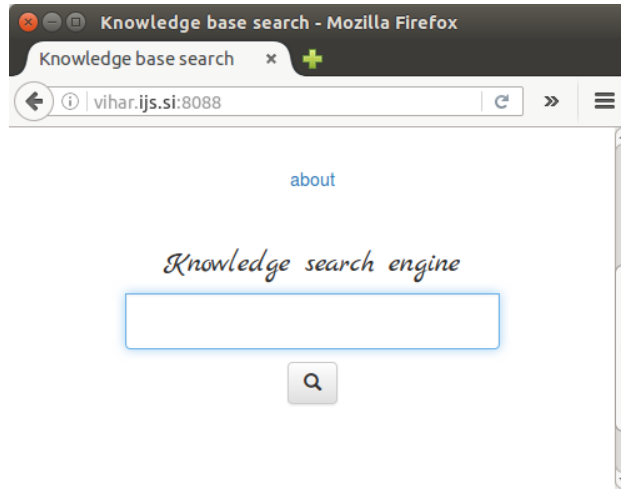 Knowledge base search - Mozilla Firefox
Knowledge base search
vihar.ijs.si:8088
about
Knowledge search engine